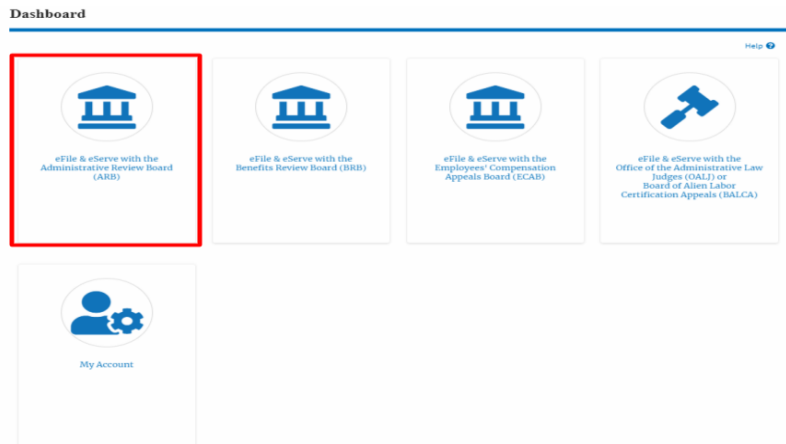 Dashboard
Help
eFile & eServe with the
Administrative Review Board
(ARB)
eFile & eServe with the
Benefits Review Board (BRB)
eFile & eServe with the
Employees' Compensation
Appeals Board (ECAB)
eFile & eServe with the
Office of the Administrative Law
Judges (OALJ) or
Board of Alien Labor
Certification Appeals (BALCA)
My Account